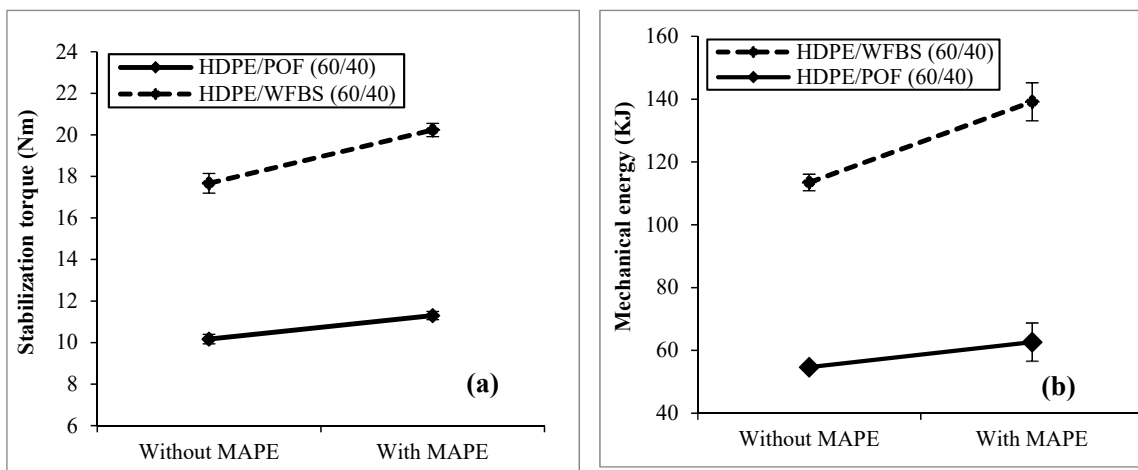 Stabilization torque (Nm)
24
22
20
18
16
14
12
10
8
6
HDPE/POF (60/40)
HDPE/WFBS (60/40)
(a)
Without MAPE
With MAPE
Mechanical energy (KJ)
160
140
120
100
80
60
40
HDPE/WFBS (60/40)
HDPE/POF (60/40)
(b)
Without MAPE
With MAPE